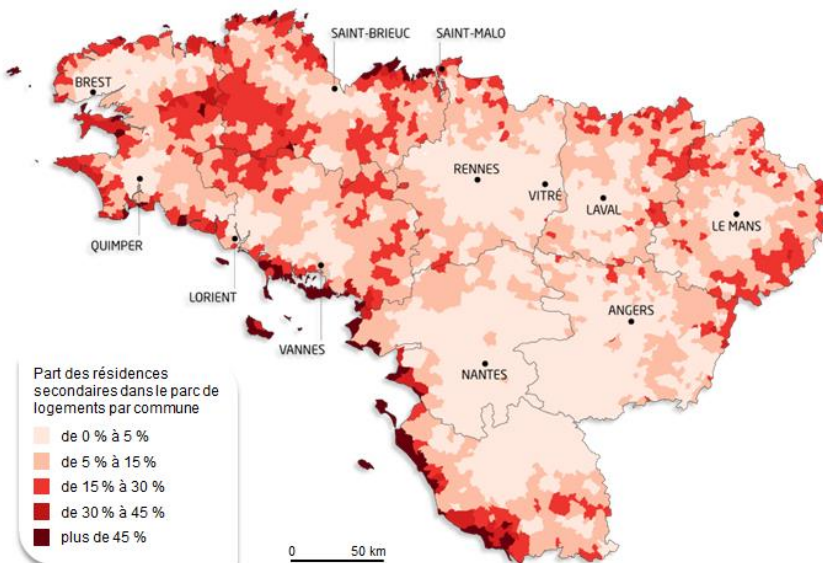 SAINT-BRIEUC
SAINT-MALO
BREST
RENNES
VITRÉ
LAVAL
LE MANS
QUIMPER
LORIENT
VANNES
ANGERS
NANTES
Part des résidences
secondaires dans le parc de
logements par commune
de 0 % à 5 %
de 5 % à 15 %
de 15 % à 30 %
de 30 % à 45 %
plus de 45 %
0 50 km